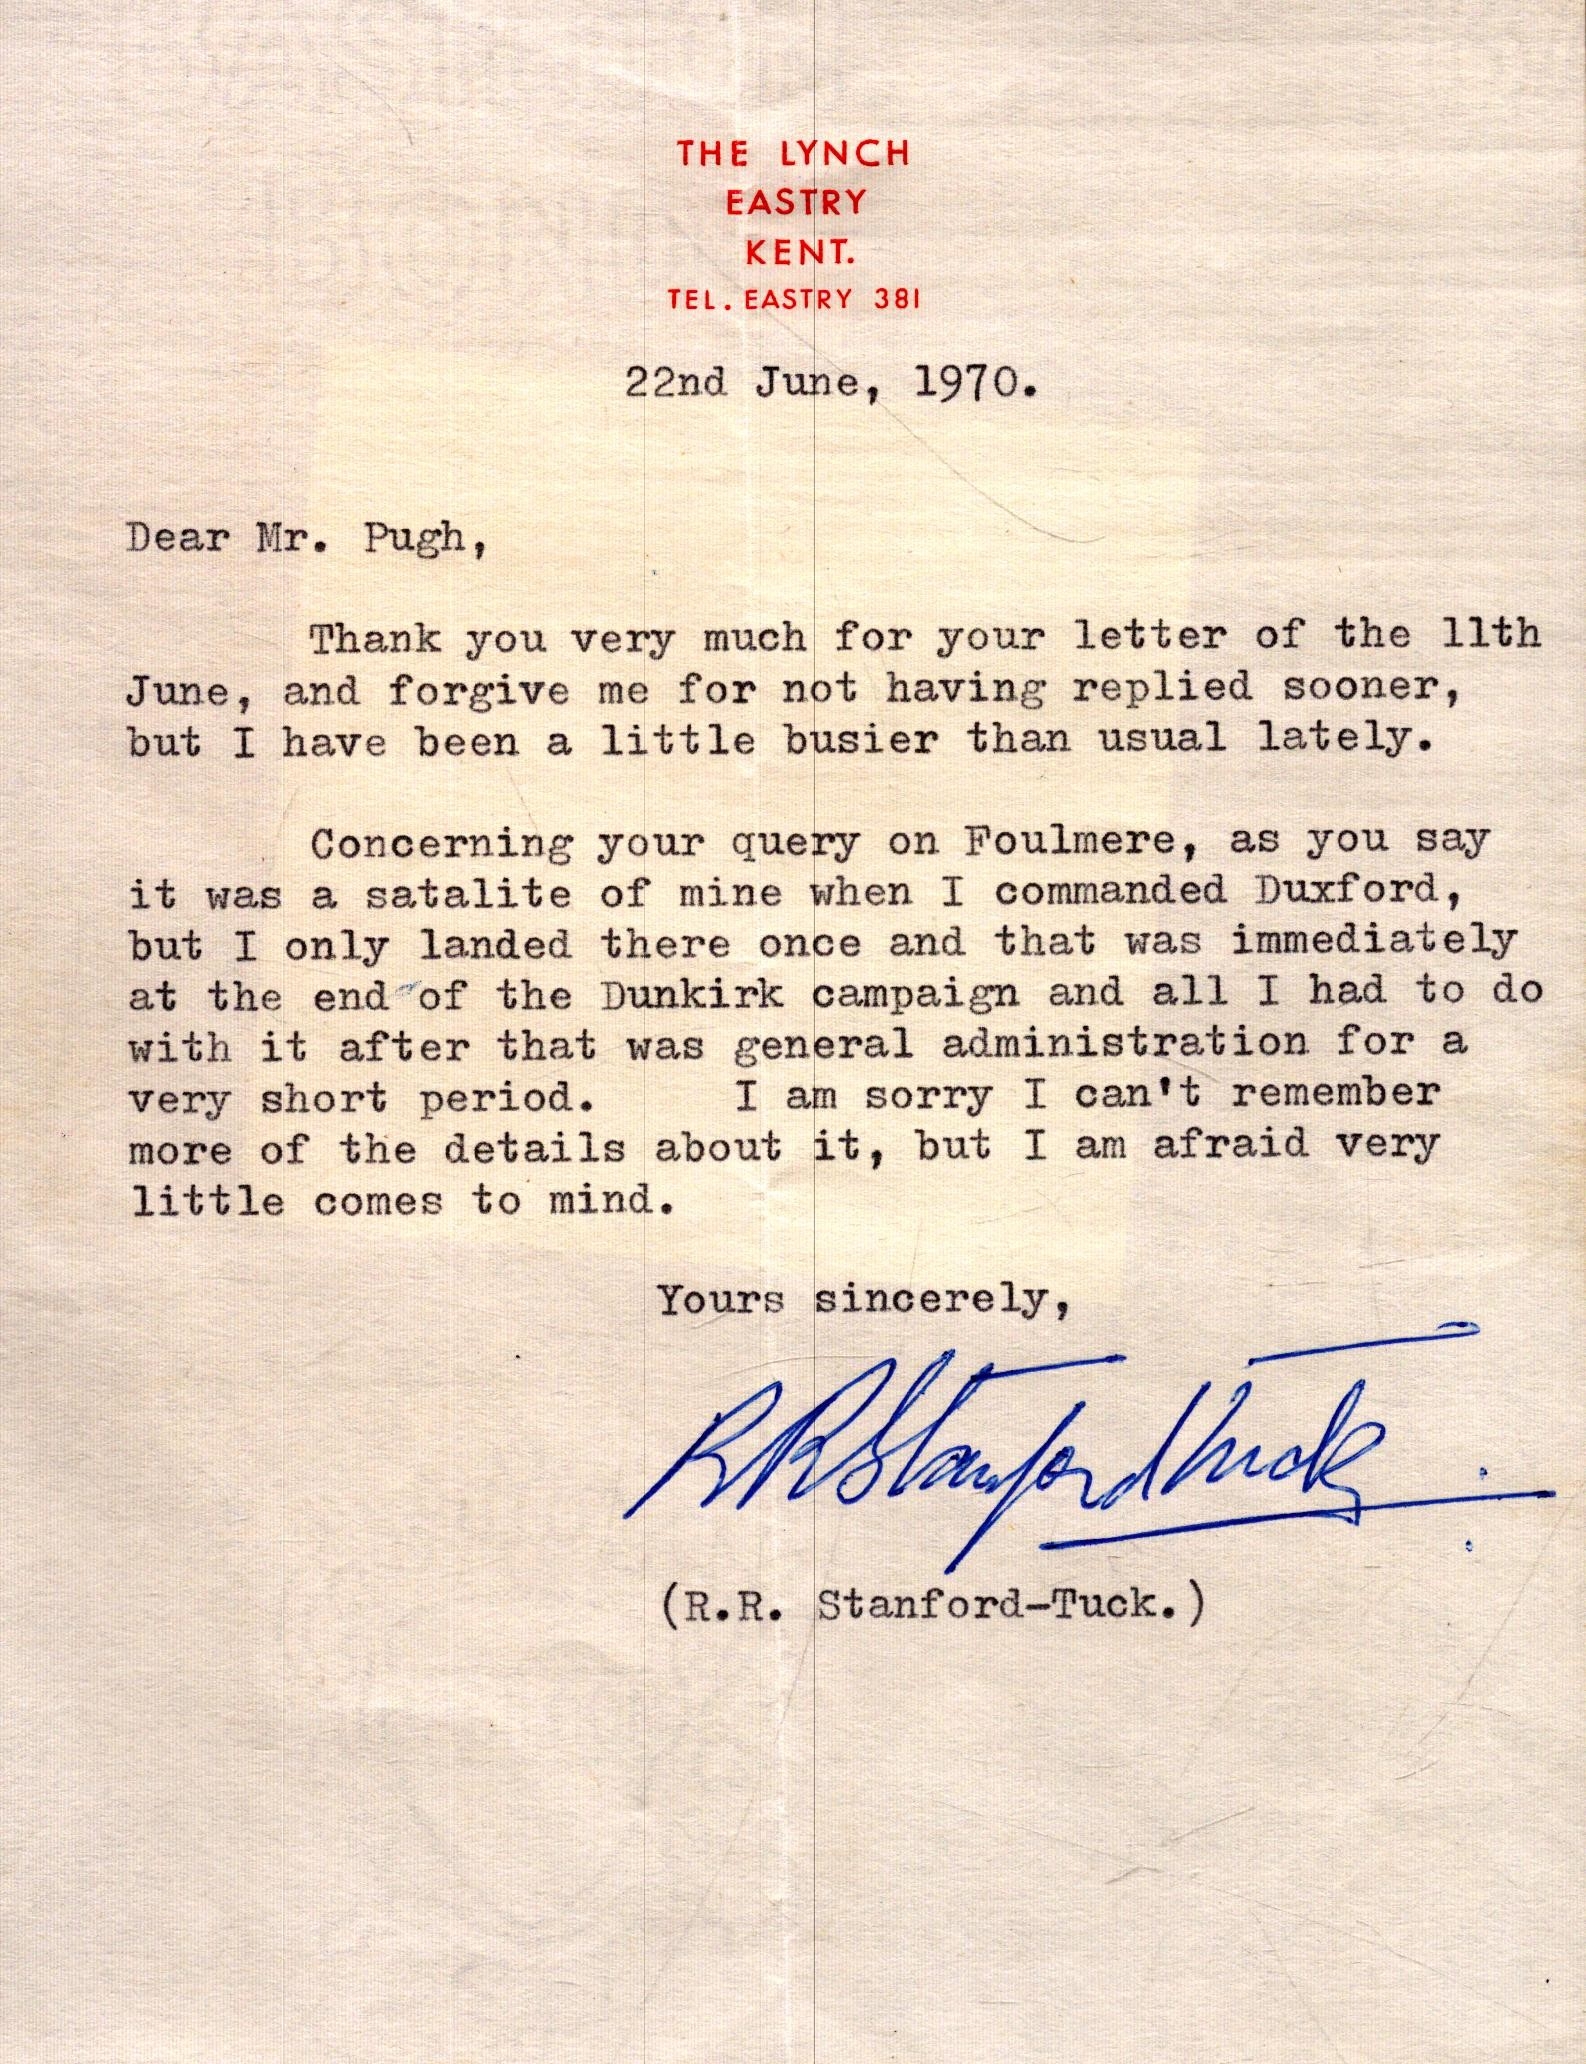 THE LYNCH
EASTRY
KENT.
TEL. EASTRY 381
22nd June, 1970.
Dear Mr. Pugh,
Thank you very much for your letter of the 11th
June, and forgive me for not having replied sooner,
but I have been a little busier than usual lately.
Concerning your query on Foulmere, as you say
it was a satalite of mine when I commanded Duxford,
but I only landed there once and that was immediately
at the end of the Dunkirk campaign and all I had to do
with it after that was general administration for a
very short period. I am sorry I can't remember
more of the details about it, but I am afraid very
little comes to mind.
Yours sincerely,
RRStanford Tuck
(R.R. Stanford-Tuck.)